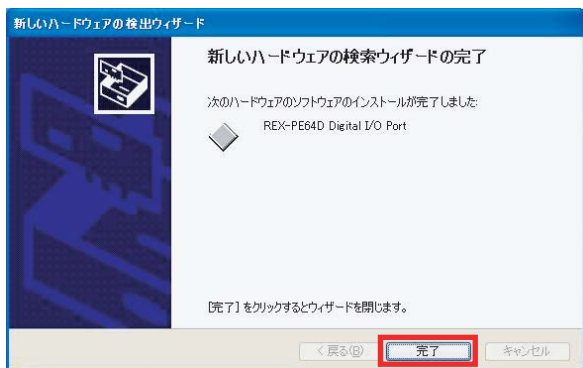 新しいハードウェアの検出ウィザード
新しいハードウェアの検索ウィザードの完了
次のハードウェアのソフトウェアのインストールが完了しました:
REX-PE64D Digital I/O Port
[完了] をクリックするとウィザードを閉じます。
< 戻る(B)
完了
キャンセル